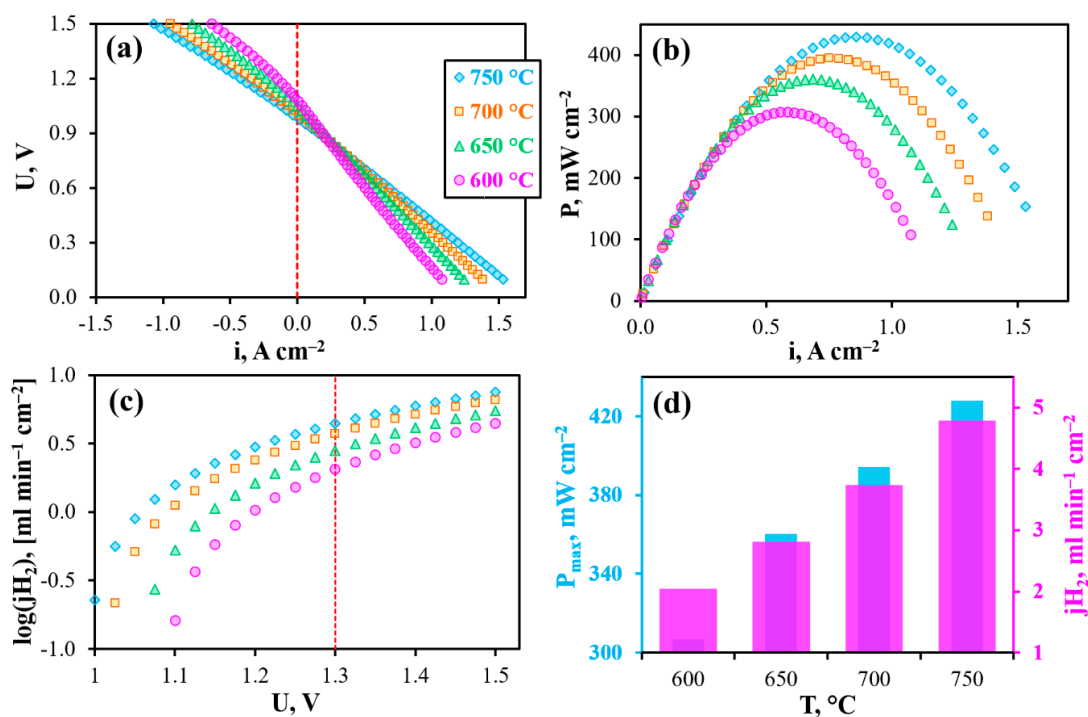 (a)
U, V
1.5
1.2
0.9
0.6
0.3
0.0
-1.5 -1.0 -0.5 0.0 0.5 1.0 1.5
i, A cm⁻²
750 °C
700 °C
650 °C
600 °C
(b)
P, mW cm⁻²
400
300
200
100
0
0.0 0.5 1.0 1.5
i, A cm⁻²
(c)
log(jH₂), [ml min⁻¹ cm⁻²]
1.0
0.5
0.0
-0.5
-1.0
1 1.1 1.2 1.3 1.4 1.5
U, V
(d)
Pmax, mW cm⁻²
420
380
340
300
600 650 700 750
T, °C
5
4
3
2
1
jH₂, ml min⁻¹ cm⁻²